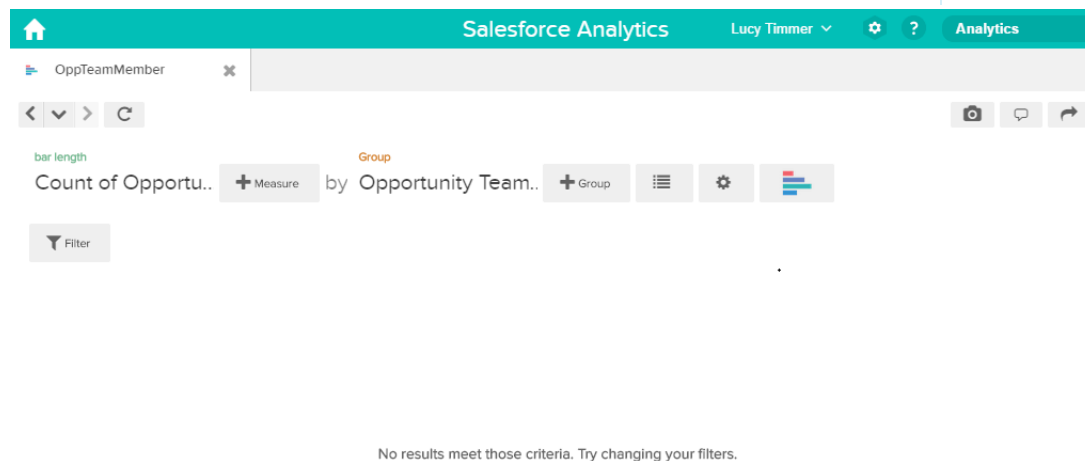 Salesforce Analytics Lucy Timmer ? Analytics
OppTeamMember
bar length Group
Count of Opportu.. + Measure by Opportunity Team.. + Group
Filter
No results meet those criteria. Try changing your filters.